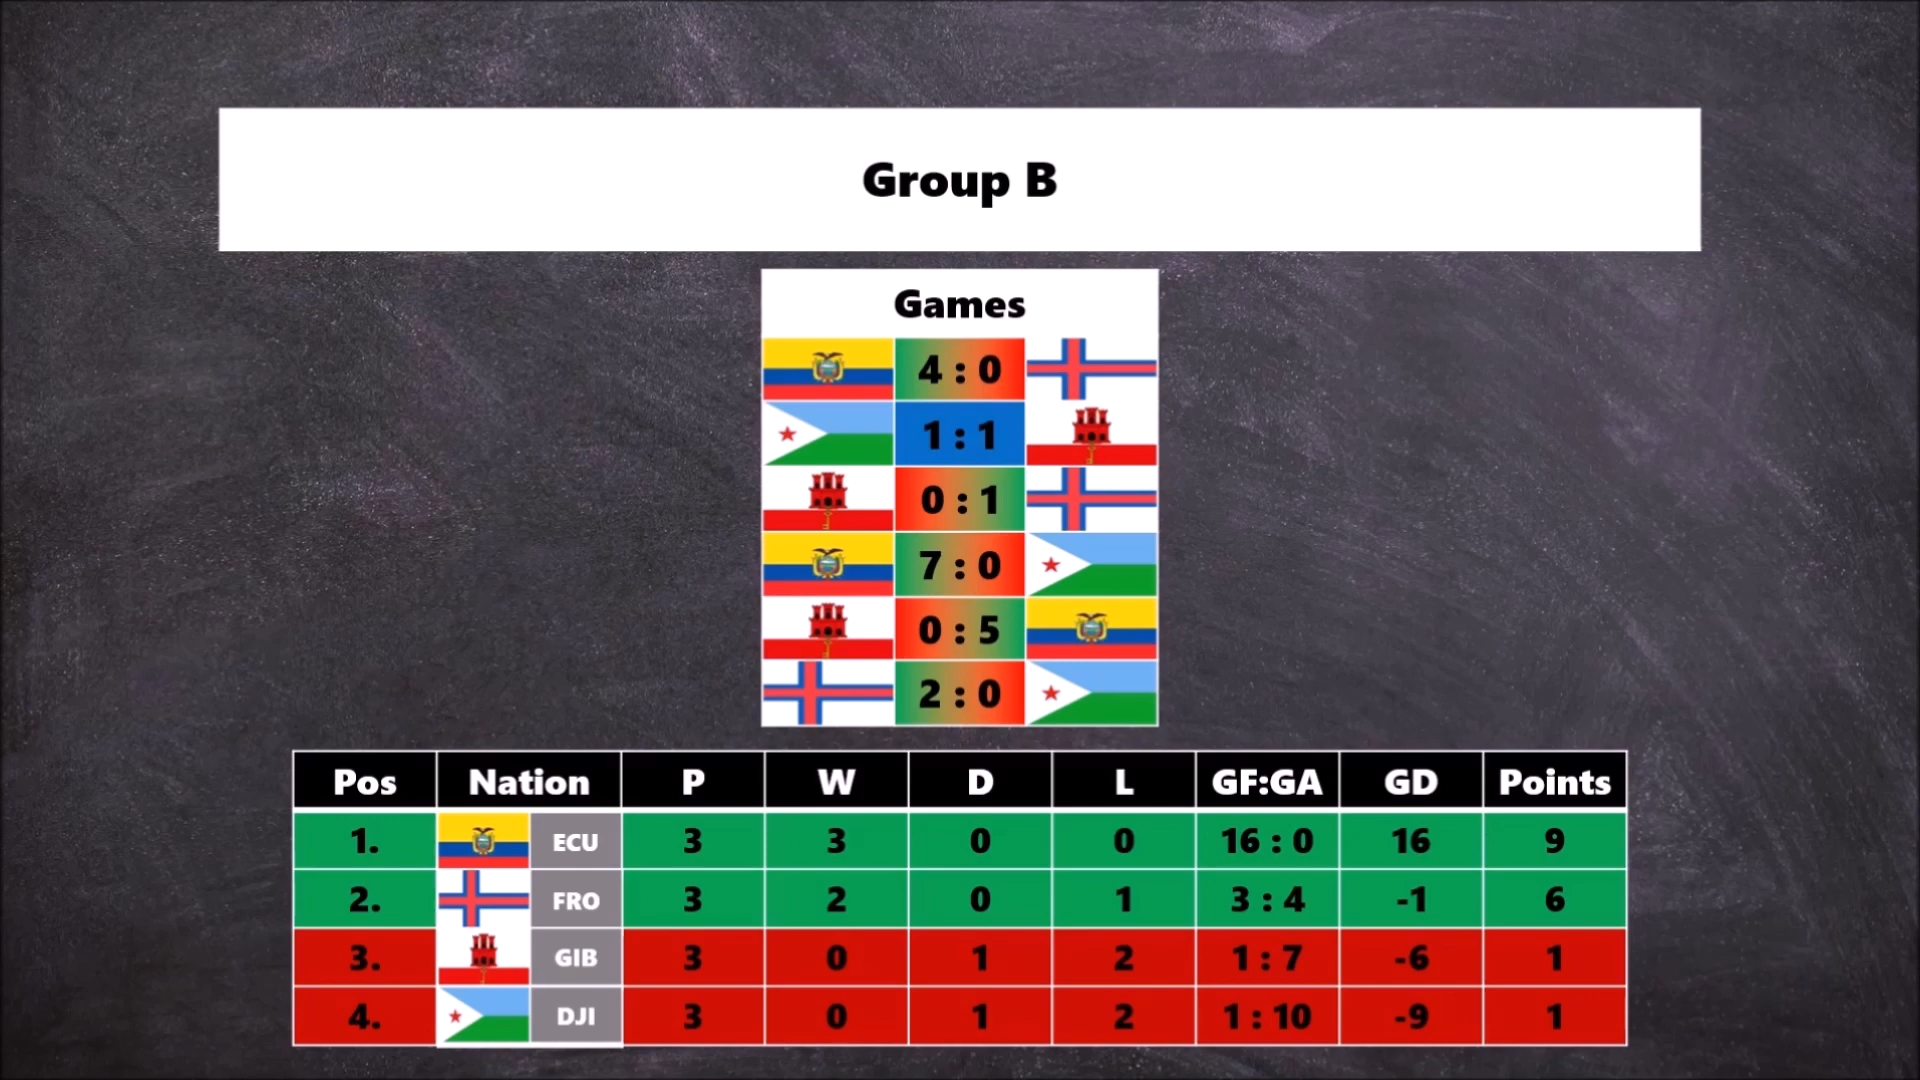 Group B
Games
4 : 0
1 : 1
0 : 1
7 : 0
0 : 5
2 : 0
Pos Nation P W D L GF:GA GD Points
1. ECU 3 3 0 0 16 : 0 16 9
2. FRO 3 2 0 1 3 : 4 -1 6
3. GIB 3 0 1 2 1 : 7 -6 1
4. DJI 3 0 1 2 1 : 10 -9 1